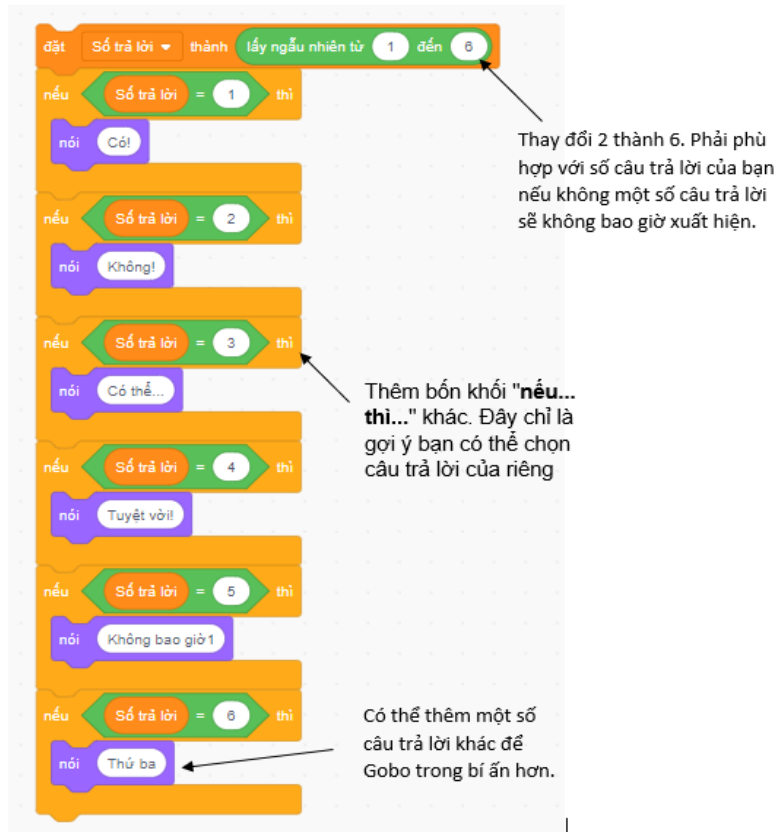 đặt Số trả lời thành lấy ngẫu nhiên từ 1 đến 6
nếu Số trả lời = 1 thì
nói Có!
Thay đổi 2 thành 6. Phải phù
hợp với số câu trả lời của bạn
nếu không một số câu trả lời
sẽ không bao giờ xuất hiện.
nếu Số trả lời = 2 thì
nói Không!
nếu Số trả lời = 3 thì
nói Có thể...
Thêm bốn khối "nếu...
thì..." khác. Đây chỉ là
gợi ý bạn có thể chọn
câu trả lời của riêng
nếu Số trả lời = 4 thì
nói Tuyệt vời!
nếu Số trả lời = 5 thì
nói Không bao giờ1
nếu Số trả lời = 6 thì
nói Thứ ba
Có thể thêm một số
câu trả lời khác để
Gobo trong bí ẩn hơn.